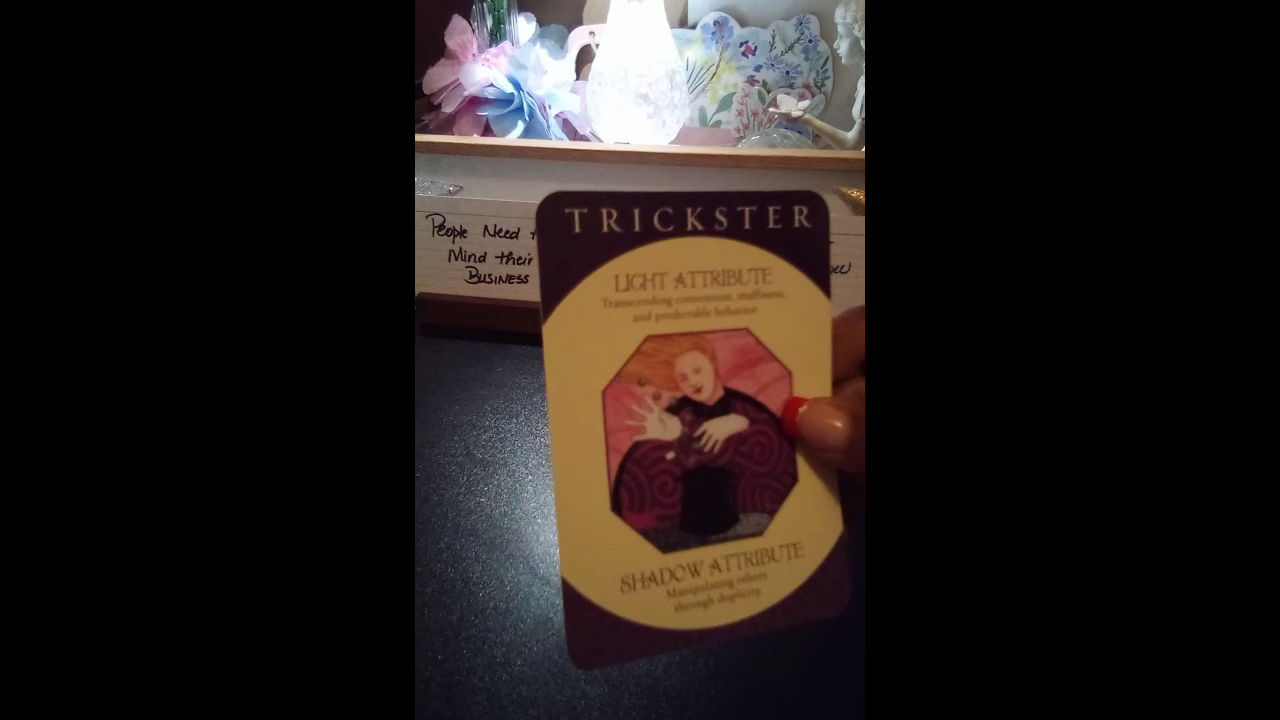 People Need
Mind their
BUSINESS
TRICKSTER
LIGHT ATTRIBUTE
Transcending convention, stuffiness,
and predictable behavior.
SHADOW ATTRIBUTE
Manipulating others
through duplicity.